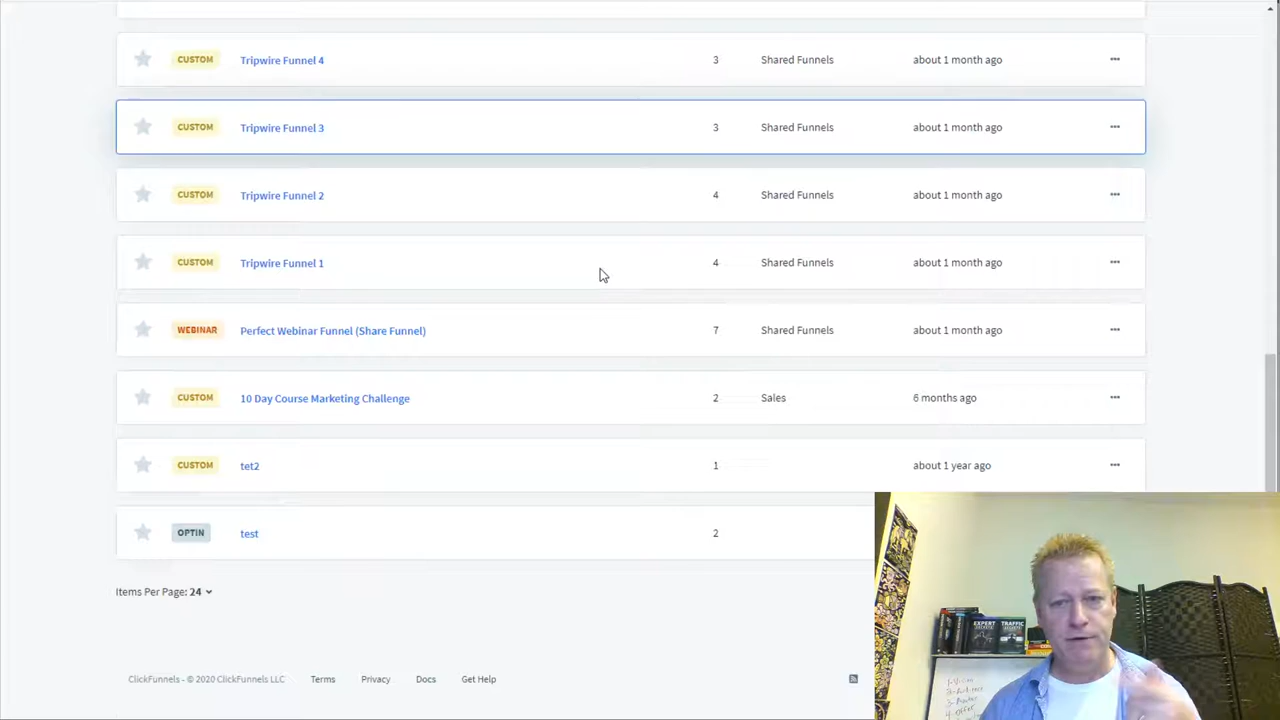 CUSTOM Tripwire Funnel 4 3 Shared Funnels about 1 month ago ...
CUSTOM Tripwire Funnel 3 3 Shared Funnels about 1 month ago ...
CUSTOM Tripwire Funnel 2 4 Shared Funnels about 1 month ago ...
CUSTOM Tripwire Funnel 1 4 Shared Funnels about 1 month ago ...
WEBINAR Perfect Webinar Funnel (Share Funnel) 7 Shared Funnels about 1 month ago ...
CUSTOM 10 Day Course Marketing Challenge 2 Sales 6 months ago ...
CUSTOM tet2 1 about 1 year ago ...
OPTIN test 2
Items Per Page: 24
ClickFunnels - © 2020 ClickFunnels LLC Terms Privacy Docs Get Help
EXPERT SECRETS
TRAFFIC SECRETS